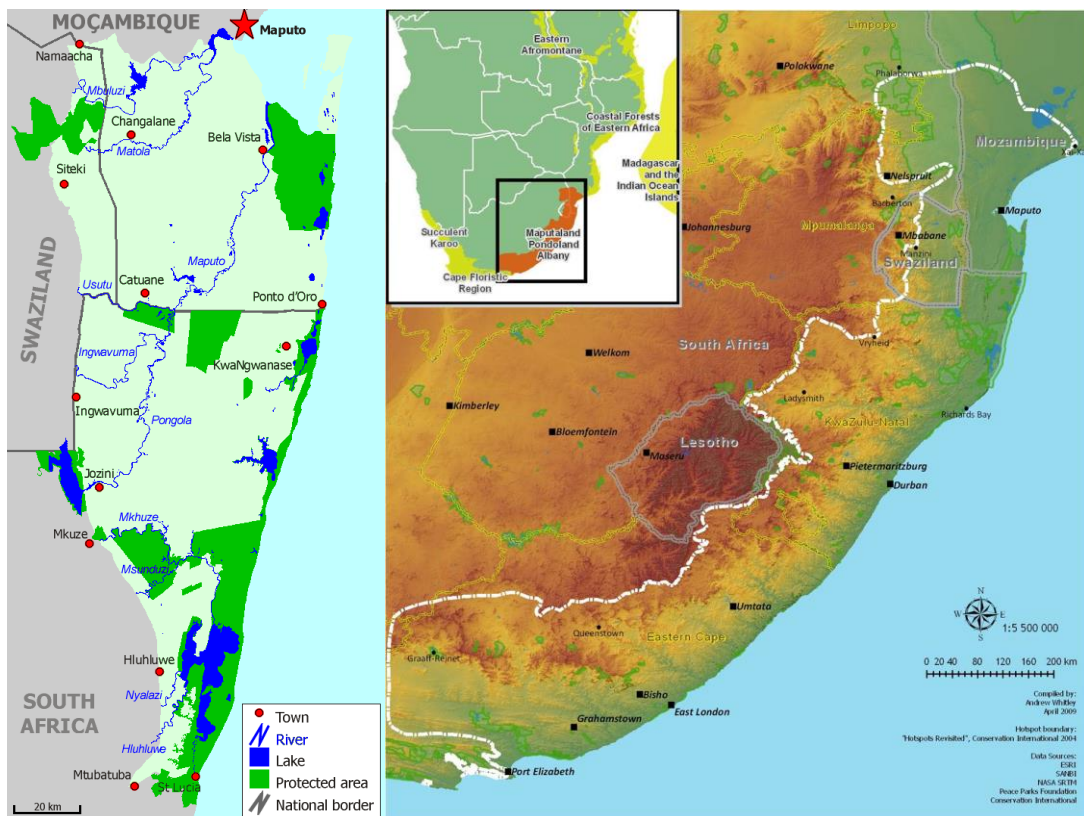 MOÇAMBIQUE
Maputo
Namaacha
Mbuluzi
Changalane
Matola
Bela Vista
Siteki
SWAZILAND
Maputo
Usutu
Catuane
Ponto d'Oro
Ingwavuma
KwaNgwanase
Ingwavuma
Pongola
Jozini
Mkhuze
Mkuze
Msunduzi
Hluhluwe
Nyalazi
SOUTH
AFRICA
Hluhluwe
Mtubatuba
St Lucia
20 km
Town
River
Lake
Protected area
National border
Eastern
Afromontane
Coastal Forests
of Eastern Africa
Madagascar
and the
Indian Ocean
Islands
Succulent
Karoo
Maputaland
Pondoland
Albany
Cape Floristic
Region
Limpopo
Polokwane
Phalaborwa
Mozambique
Nelspruit
Barberton
Maputo
Johannesburg
Mpumalanga
Mbabane
Manzini
Swaziland
Vryheid
South Africa
Welkom
Ladysmith
Kimberley
Richards Bay
KwaZulu-Natal
Bloemfontein
Lesotho
Maseru
Pietermaritzburg
Durban
Umtata
Queenstown
Eastern Cape
Graaff-Reinet
Bisho
East London
Grahamstown
Port Elizabeth
N
W
E
S
1:5 500 000
0 20 40 80 120 160 200 km
Compiled by:
Andrew Whitley
April 2009
Hotspot boundary:
"Hotspots Revisited", Conservation International 2004
Data Sources:
ESRI
SANBI
NASA SRTM
Peace Parks Foundation
Conservation International